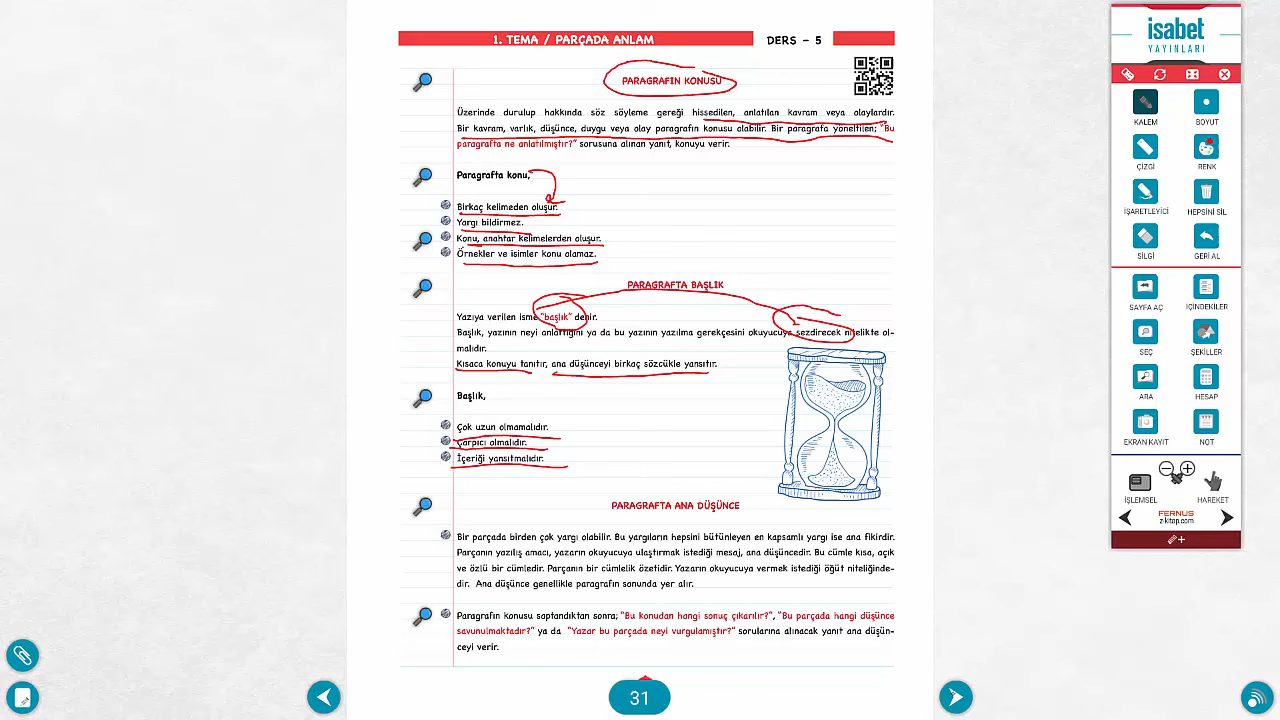 1. TEMA / PARÇADA ANLAM
DERS - 5
PARAGRAFIN KONUSU
Üzerinde durulup hakkında söz söyleme gereği hissedilen, anlatılan kavram veya olaylardır.
Bir kavram, varlık, düşünce, duygu veya olay paragrafın konusu olabilir. Bir paragrafa yöneltilen; "Bu
paragrafta ne anlatılmıştır?" sorusuna alınan yanıt, konuyu verir.
Paragrafta konu,
Birkaç kelimeden oluşur.
Yargı bildirmez.
Konu, anahtar kelimelerden oluşur.
Örnekler ve isimler konu olamaz.
PARAGRAFTA BAŞLIK
Yazıya verilen isme "başlık" denir.
Başlık, yazının neyi anlattığını ya da bu yazının yazılma gerekçesini okuyucuya sezdirecek nitelikte ol-
malıdır.
Kısaca konuyu tanıtır, ana düşünceyi birkaç sözcükle yansıtır.
Başlık,
Çok uzun olmamalıdır.
Çarpıcı olmalıdır.
İçeriği yansıtmalıdır.
PARAGRAFTA ANA DÜŞÜNCE
Bir parçada birden çok yargı olabilir. Bu yargıların hepsini bütünleyen en kapsamlı yargı ise ana fikirdir.
Parçanın yazılış amacı, yazarın okuyucuya ulaştırmak istediği mesaj, ana düşüncedir. Bu cümle kısa, açık
ve özlü bir cümledir. Parçanın bir cümlelik özetidir. Yazarın okuyucuya vermek istediği öğüt niteliğinde-
dir. Ana düşünce genellikle paragrafın sonunda yer alır.
Paragrafın konusu saptandıktan sonra; "Bu konudan hangi sonuç çıkarılır?", "Bu parçada hangi düşünce
savunulmaktadır?" ya da "Yazar bu parçada neyi vurgulamıştır?" sorularına alınacak yanıt ana düşün-
ceyi verir.
31
isabet
YAYINLARI
KALEM
BOYUT
ÇİZGİ
RENK
İŞARETLEYİCİ
HEPSİNİ SİL
SİLGİ
GERİ AL
SAYFA AÇ
İÇİNDEKİLER
SEÇ
ŞEKİLLER
ARA
HESAP
EKRAN KAYIT
NOT
İŞLEMSEL
HAREKET
FERNUS
z-kitap.com